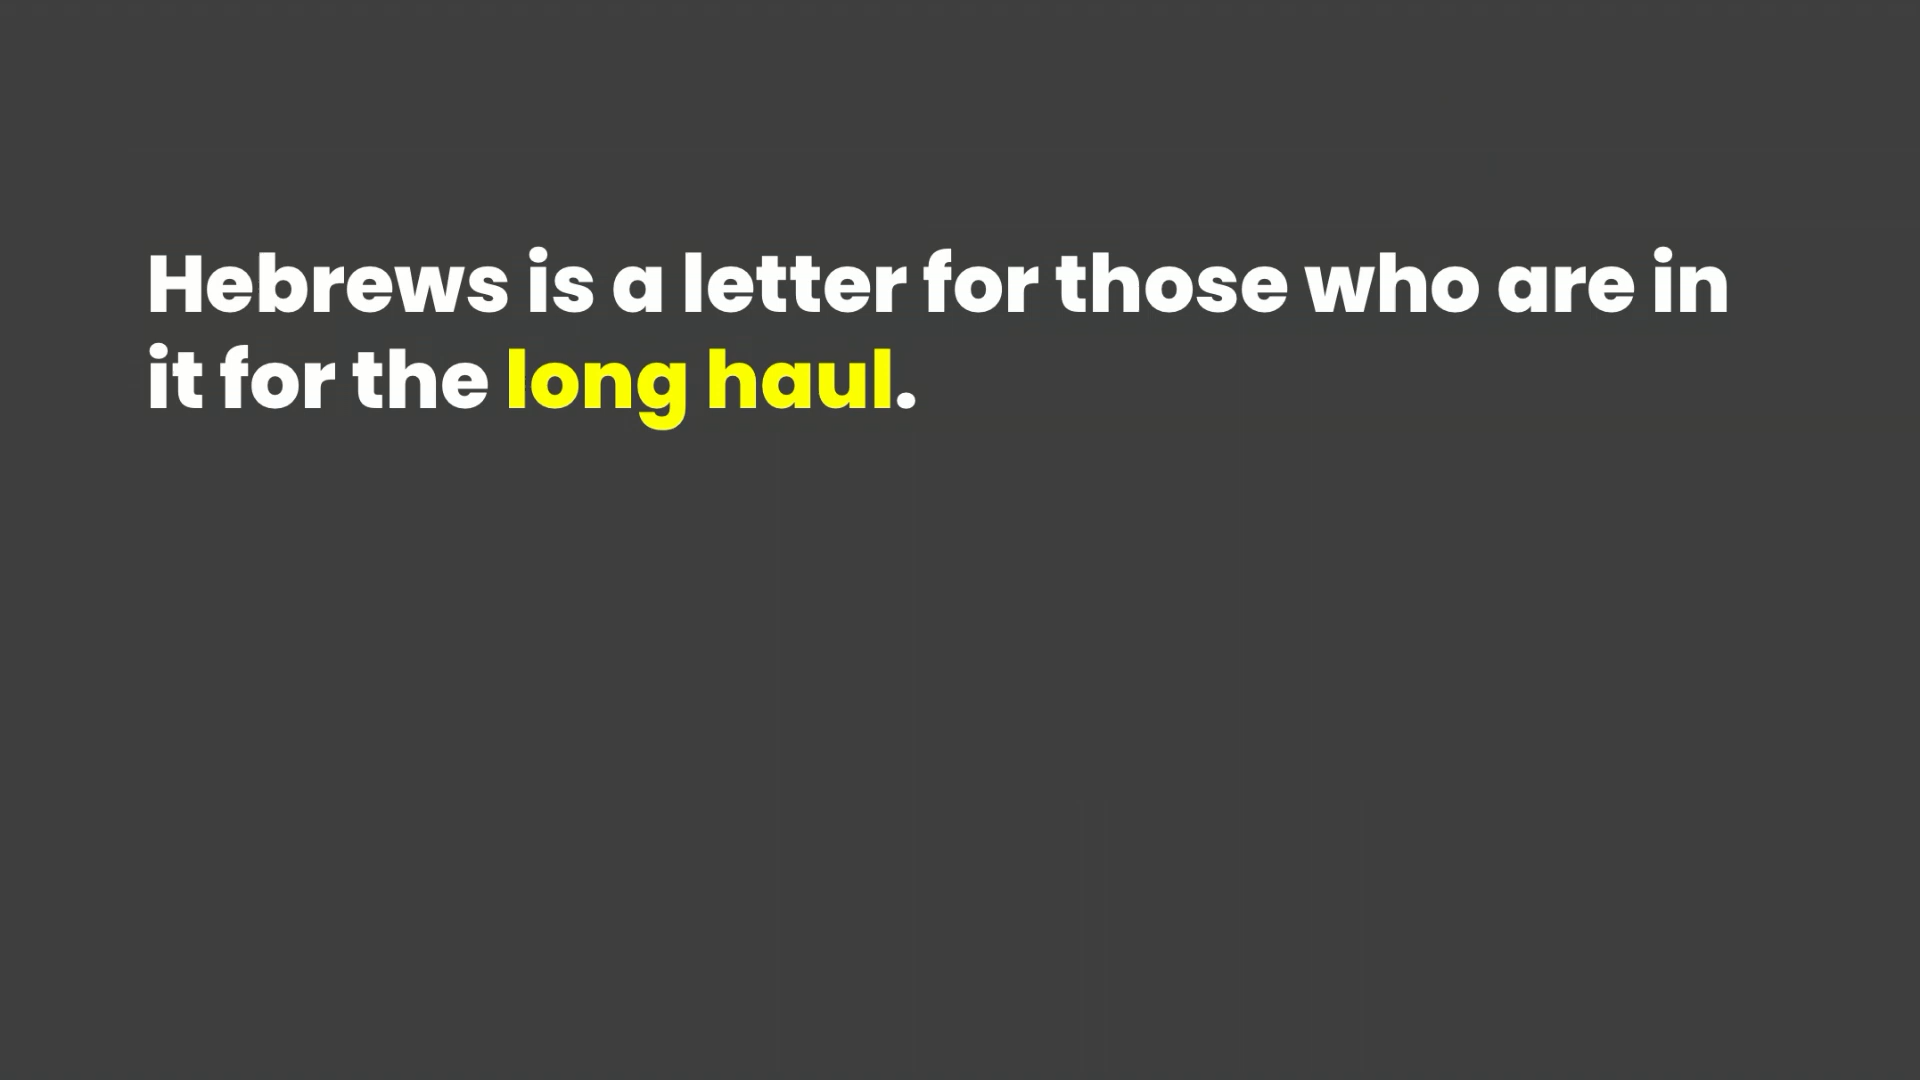 Hebrews is a letter for those who are in
it for the long haul.